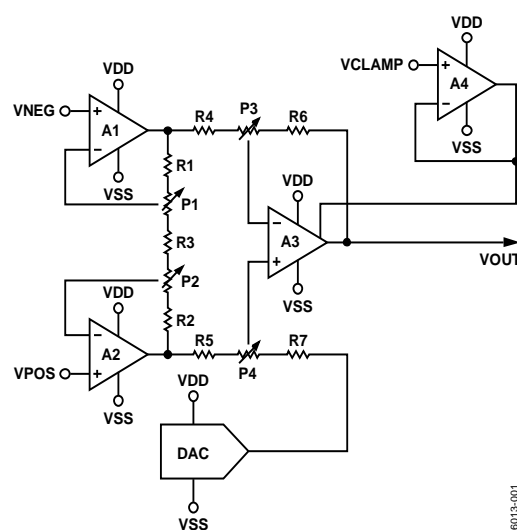 VDD
VCLAMP
+
A4
−
VSS
VDD
VNEG
+
A1
−
VSS
R4
P3
R6
R1
P1
R3
P2
R2
VDD
−
A3
+
VSS
VOUT
VDD
−
A2
+
VPOS
VSS
R5
P4
R7
VDD
DAC
VSS
6013-001